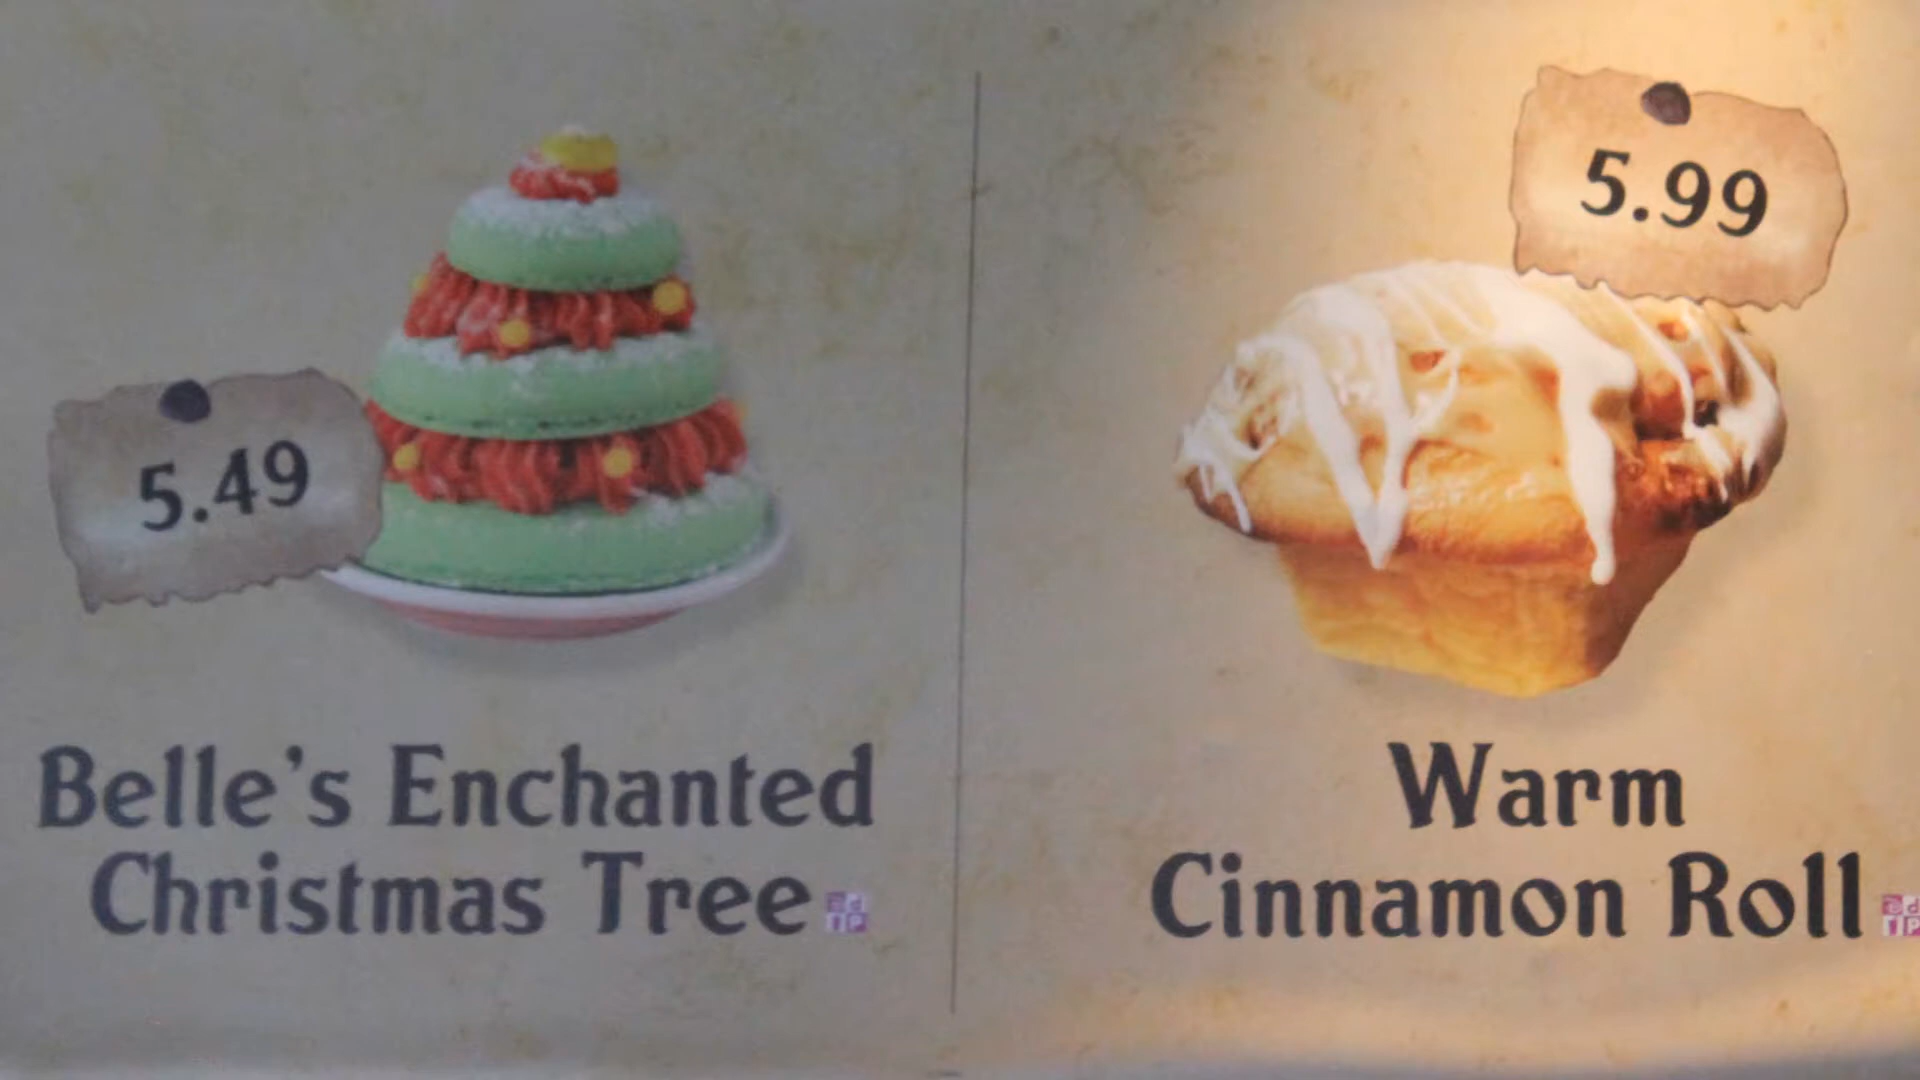 5.49
Belle's Enchanted
Christmas Tree
5.99
Warm
Cinnamon Roll